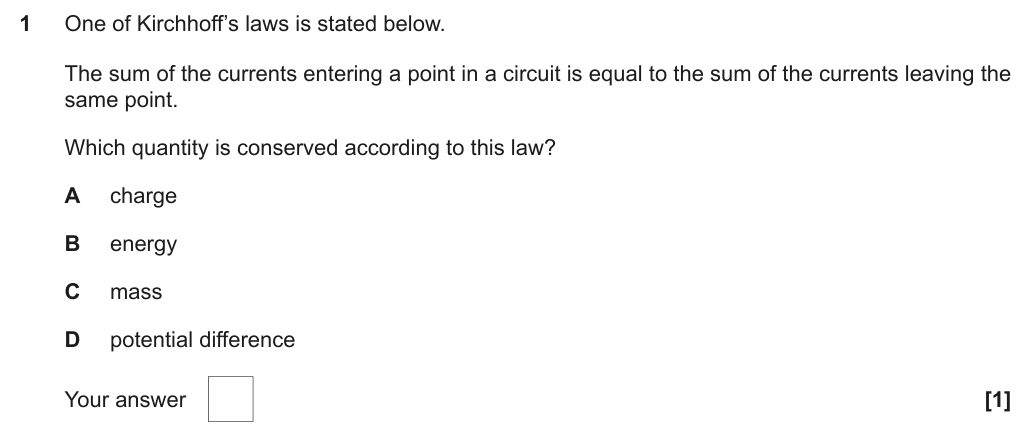 1 One of Kirchhoff's laws is stated below.
The sum of the currents entering a point in a circuit is equal to the sum of the currents leaving the
same point.
Which quantity is conserved according to this law?
A charge
B energy
C mass
D potential difference
Your answer [1]